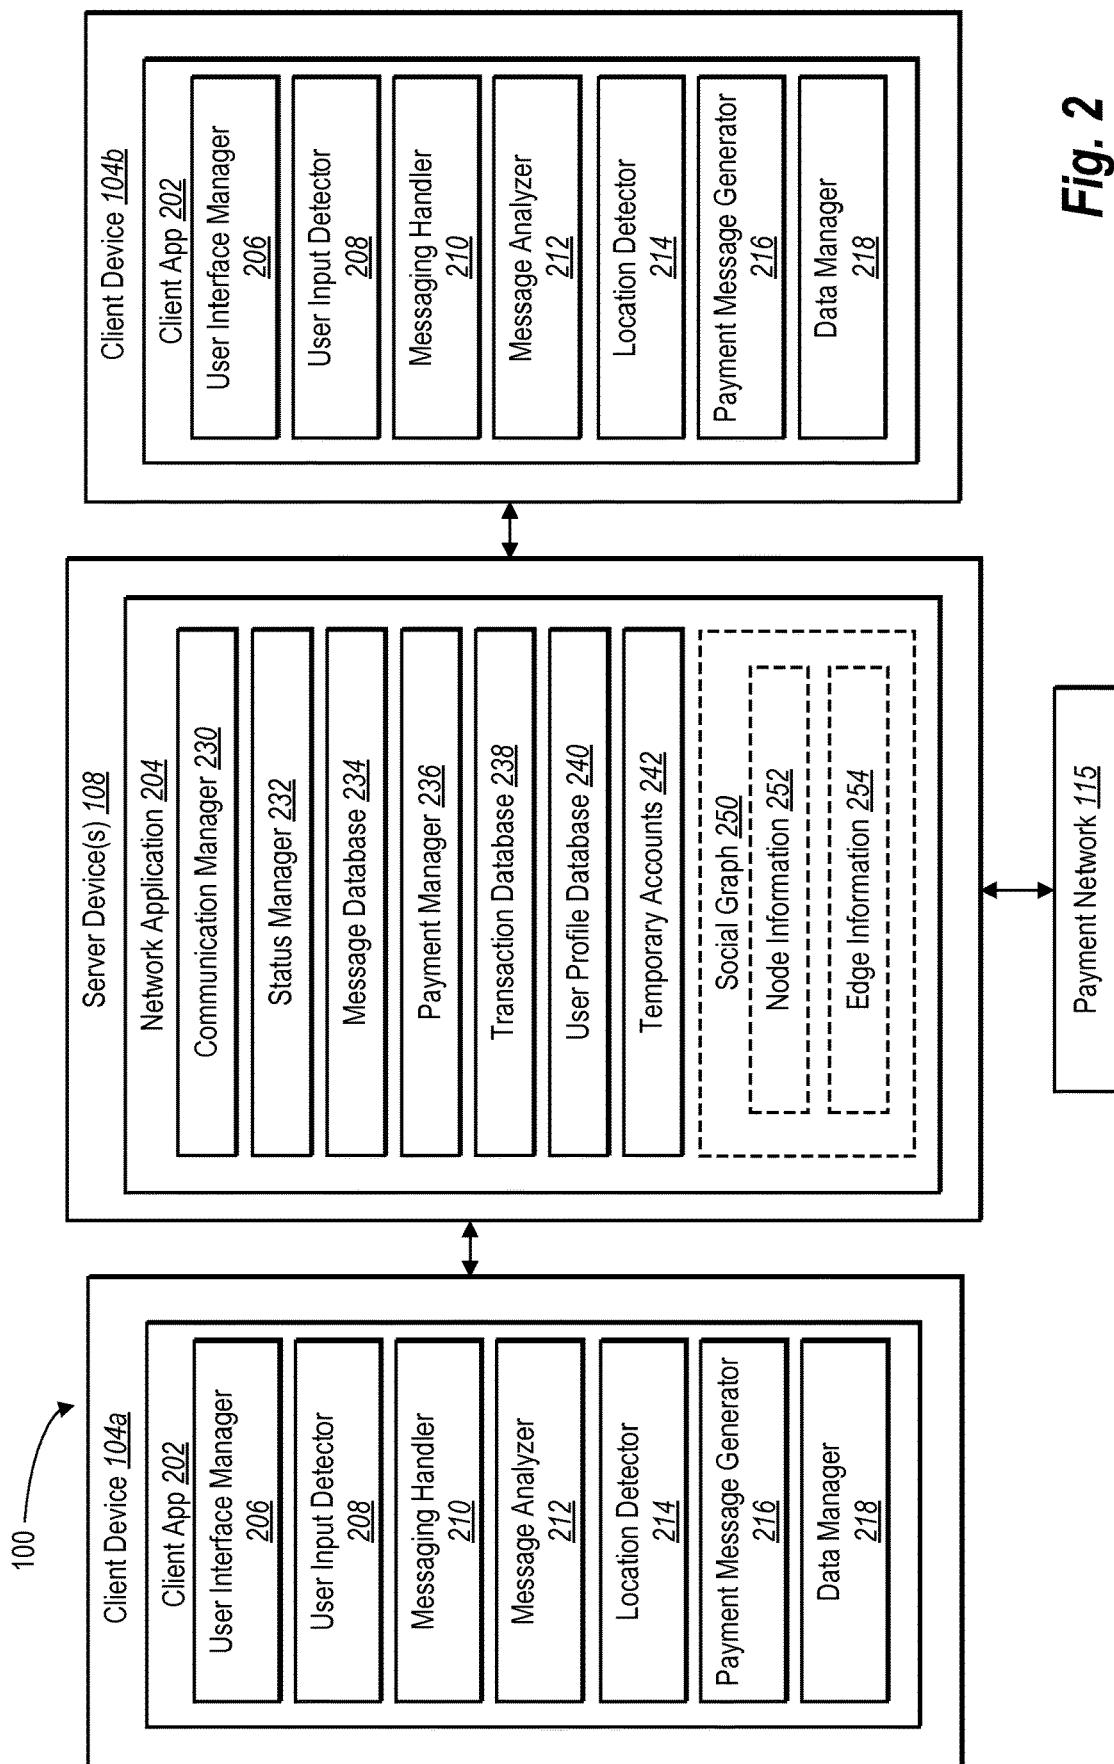 100
Client Device 104a
Client App 202
User Interface Manager
206
User Input Detector
208
Messaging Handler
210
Message Analyzer
212
Location Detector
214
Payment Message Generator
216
Data Manager
218
Server Device(s) 108
Network Application 204
Communication Manager 230
Status Manager 232
Message Database 234
Payment Manager 236
Transaction Database 238
User Profile Database 240
Temporary Accounts 242
Social Graph 250
Node Information 252
Edge Information 254
Client Device 104b
Client App 202
User Interface Manager
206
User Input Detector
208
Messaging Handler
210
Message Analyzer
212
Location Detector
214
Payment Message Generator
216
Data Manager
218
Payment Network 115
Fig. 2